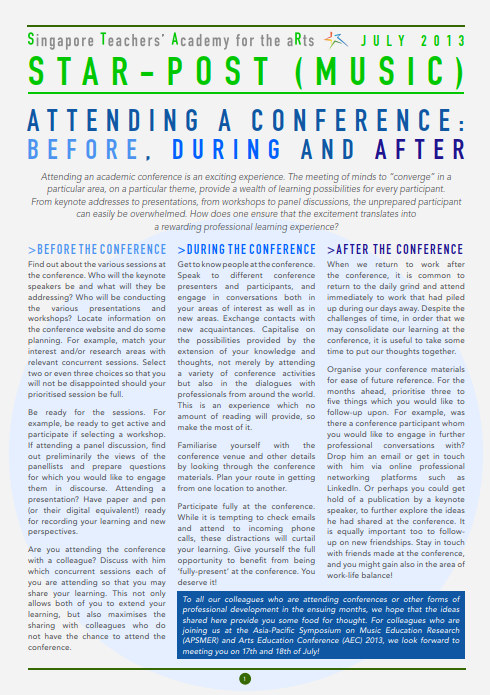 Singapore Teachers' Academy for the aRts JULY 2013
STAR-POST (MUSIC)
ATTENDING A CONFERENCE:
BEFORE, DURING AND AFTER
Attending an academic conference is an exciting experience. The meeting of minds to "converge" in a
particular area, on a particular theme, provide a wealth of learning possibilities for every participant.
From keynote addresses to presentations, from workshops to panel discussions, the unprepared participant
can easily be overwhelmed. How does one ensure that the excitement translates into
a rewarding professional learning experience?
>BEFORE THE CONFERENCE
Find out about the various sessions at
the conference. Who will the keynote
speakers be and what will they be
addressing? Who will be conducting
the various presentations and
workshops? Locate information on
the conference website and do some
planning. For example, match your
interest and/or research areas with
relevant concurrent sessions. Select
two or even three choices so that you
will not be disappointed should your
prioritised session be full.
Be ready for the sessions. For
example, be ready to get active and
participate if selecting a workshop.
If attending a panel discussion, find
out preliminarily the views of the
panellists and prepare questions
for which you would like to engage
them in discourse. Attending a
presentation? Have paper and pen
(or their digital equivalent!) ready
for recording your learning and new
perspectives.
Are you attending the conference
with a colleague? Discuss with him
which concurrent sessions each of
you are attending so that you may
share your learning. This not only
allows both of you to extend your
learning, but also maximises the
sharing with colleagues who do
not have the chance to attend the
conference.
>DURING THE CONFERENCE
Get to know people at the conference.
Speak to different conference
presenters and participants, and
engage in conversations both in
your areas of interest as well as in
new areas. Exchange contacts with
new acquaintances. Capitalise on
the possibilities provided by the
extension of your knowledge and
thoughts, not merely by attending
a variety of conference activities
but also in the dialogues with
professionals from around the world.
This is an experience which no
amount of reading will provide, so
make the most of it.
Familiarise yourself with the
conference venue and other details
by looking through the conference
materials. Plan your route in getting
from one location to another.
Participate fully at the conference.
While it is tempting to check emails
and attend to incoming phone
calls, these distractions will curtail
your learning. Give yourself the full
opportunity to benefit from being
'fully-present' at the conference. You
deserve it!
>AFTER THE CONFERENCE
When we return to work after
the conference, it is common to
return to the daily grind and attend
immediately to work that had piled
up during our days away. Despite the
challenges of time, in order that we
may consolidate our learning at the
conference, it is useful to take some
time to put our thoughts together.
Organise your conference materials
for ease of future reference. For the
months ahead, prioritise three to
five things which you would like to
follow-up upon. For example, was
there a conference participant whom
you would like to engage in further
professional conversations with?
Drop him an email or get in touch
with him via online professional
networking platforms such as
LinkedIn. Or perhaps you could get
hold of a publication by a keynote
speaker, to further explore the ideas
he had shared at the conference. It
is equally important too to follow-
up on new friendships. Stay in touch
with friends made at the conference,
and you might gain also in the area of
work-life balance!
To all our colleagues who are attending conferences or other forms of
professional development in the ensuing months, we hope that the ideas
shared here provide you some food for thought. For colleagues who are
joining us at the Asia-Pacific Symposium on Music Education Research
(APSMER) and Arts Education Conference (AEC) 2013, we look forward to
meeting you on 17th and 18th of July!
1